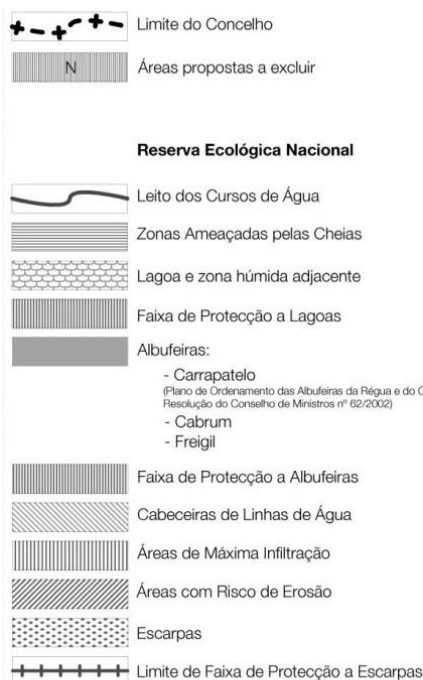 Limite do Concelho
N
Áreas propostas a excluir
Reserva Ecológica Nacional
Leito dos Cursos de Água
Zonas Ameaçadas pelas Cheias
Lagoa e zona húmida adjacente
Faixa de Protecção a Lagoas
Albufeiras:
- Carrapatelo
(Plano de Ordenamento das Albufeiras da Régua e do
Resolução do Conselho de Ministros nº 62/2002)
- Cabrum
- Freigil
Faixa de Protecção a Albufeiras
Cabeceiras de Linhas de Água
Áreas de Máxima Infiltração
Áreas com Risco de Erosão
Escarpas
Limite de Faixa de Protecção a Escarpas